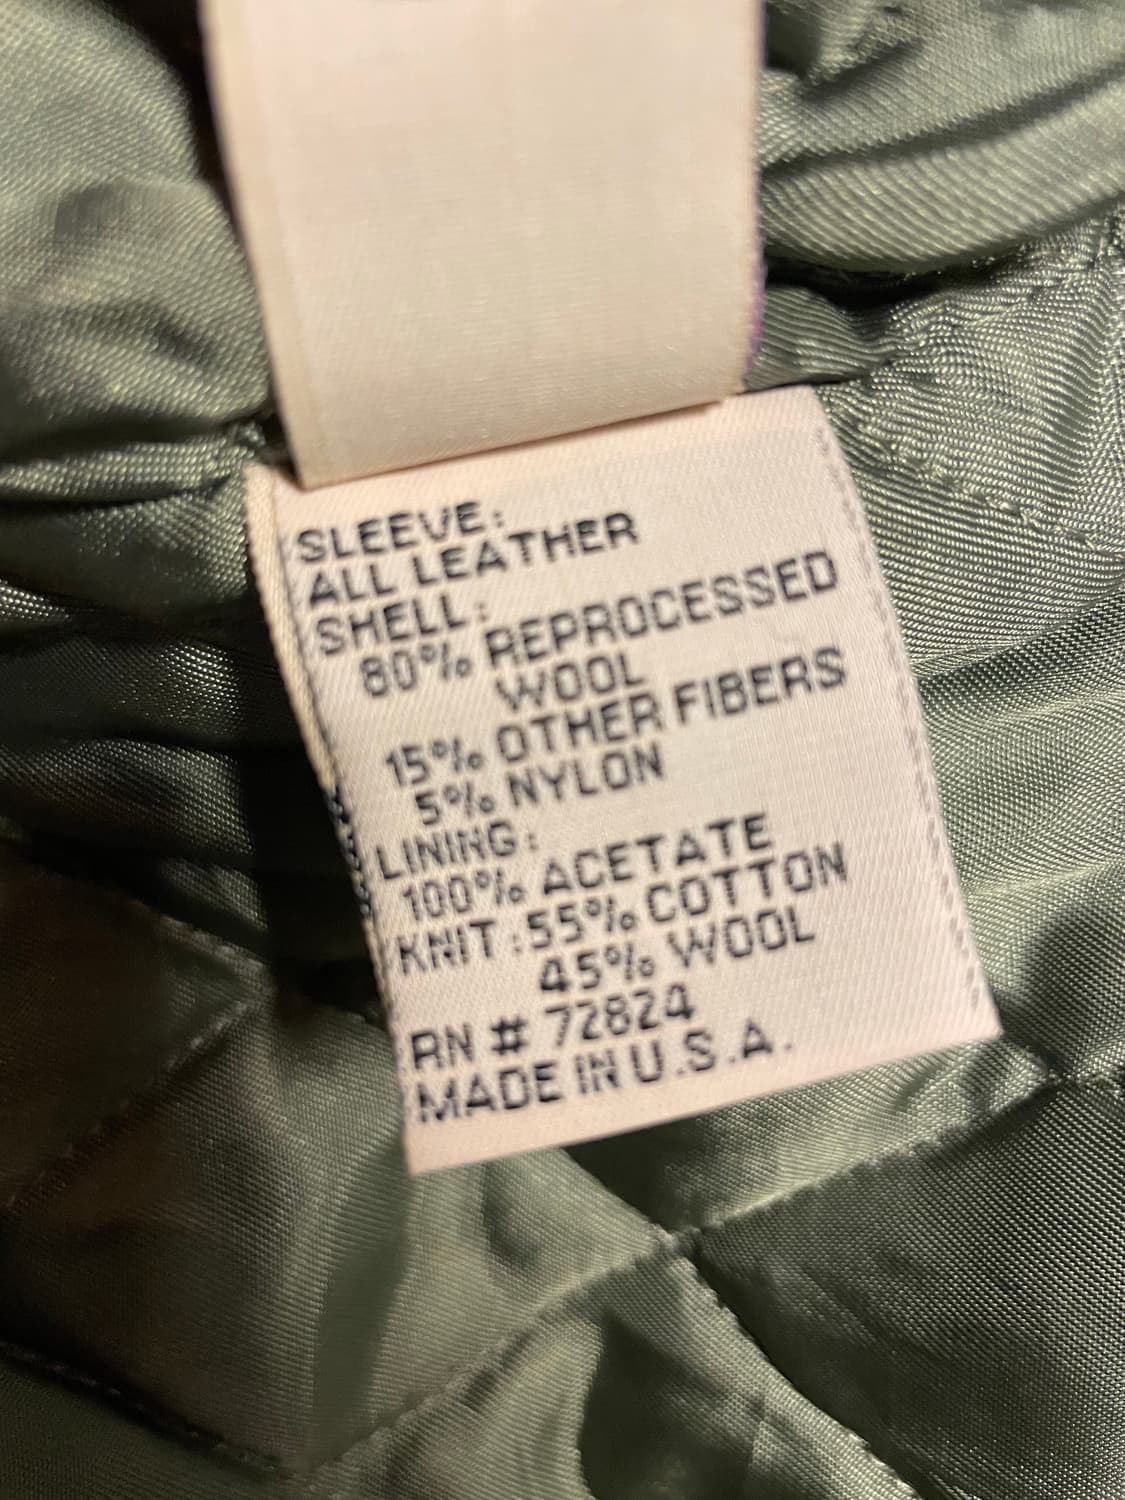 SLEEVE:
ALL LEATHER
SHELL:
80% REPROCESSED
WOOL
15% OTHER FIBERS
5% NYLON
LINING:
100% ACETATE
KNIT: 55% COTTON
45% WOOL
RN # 72824
MADE IN U.S.A.